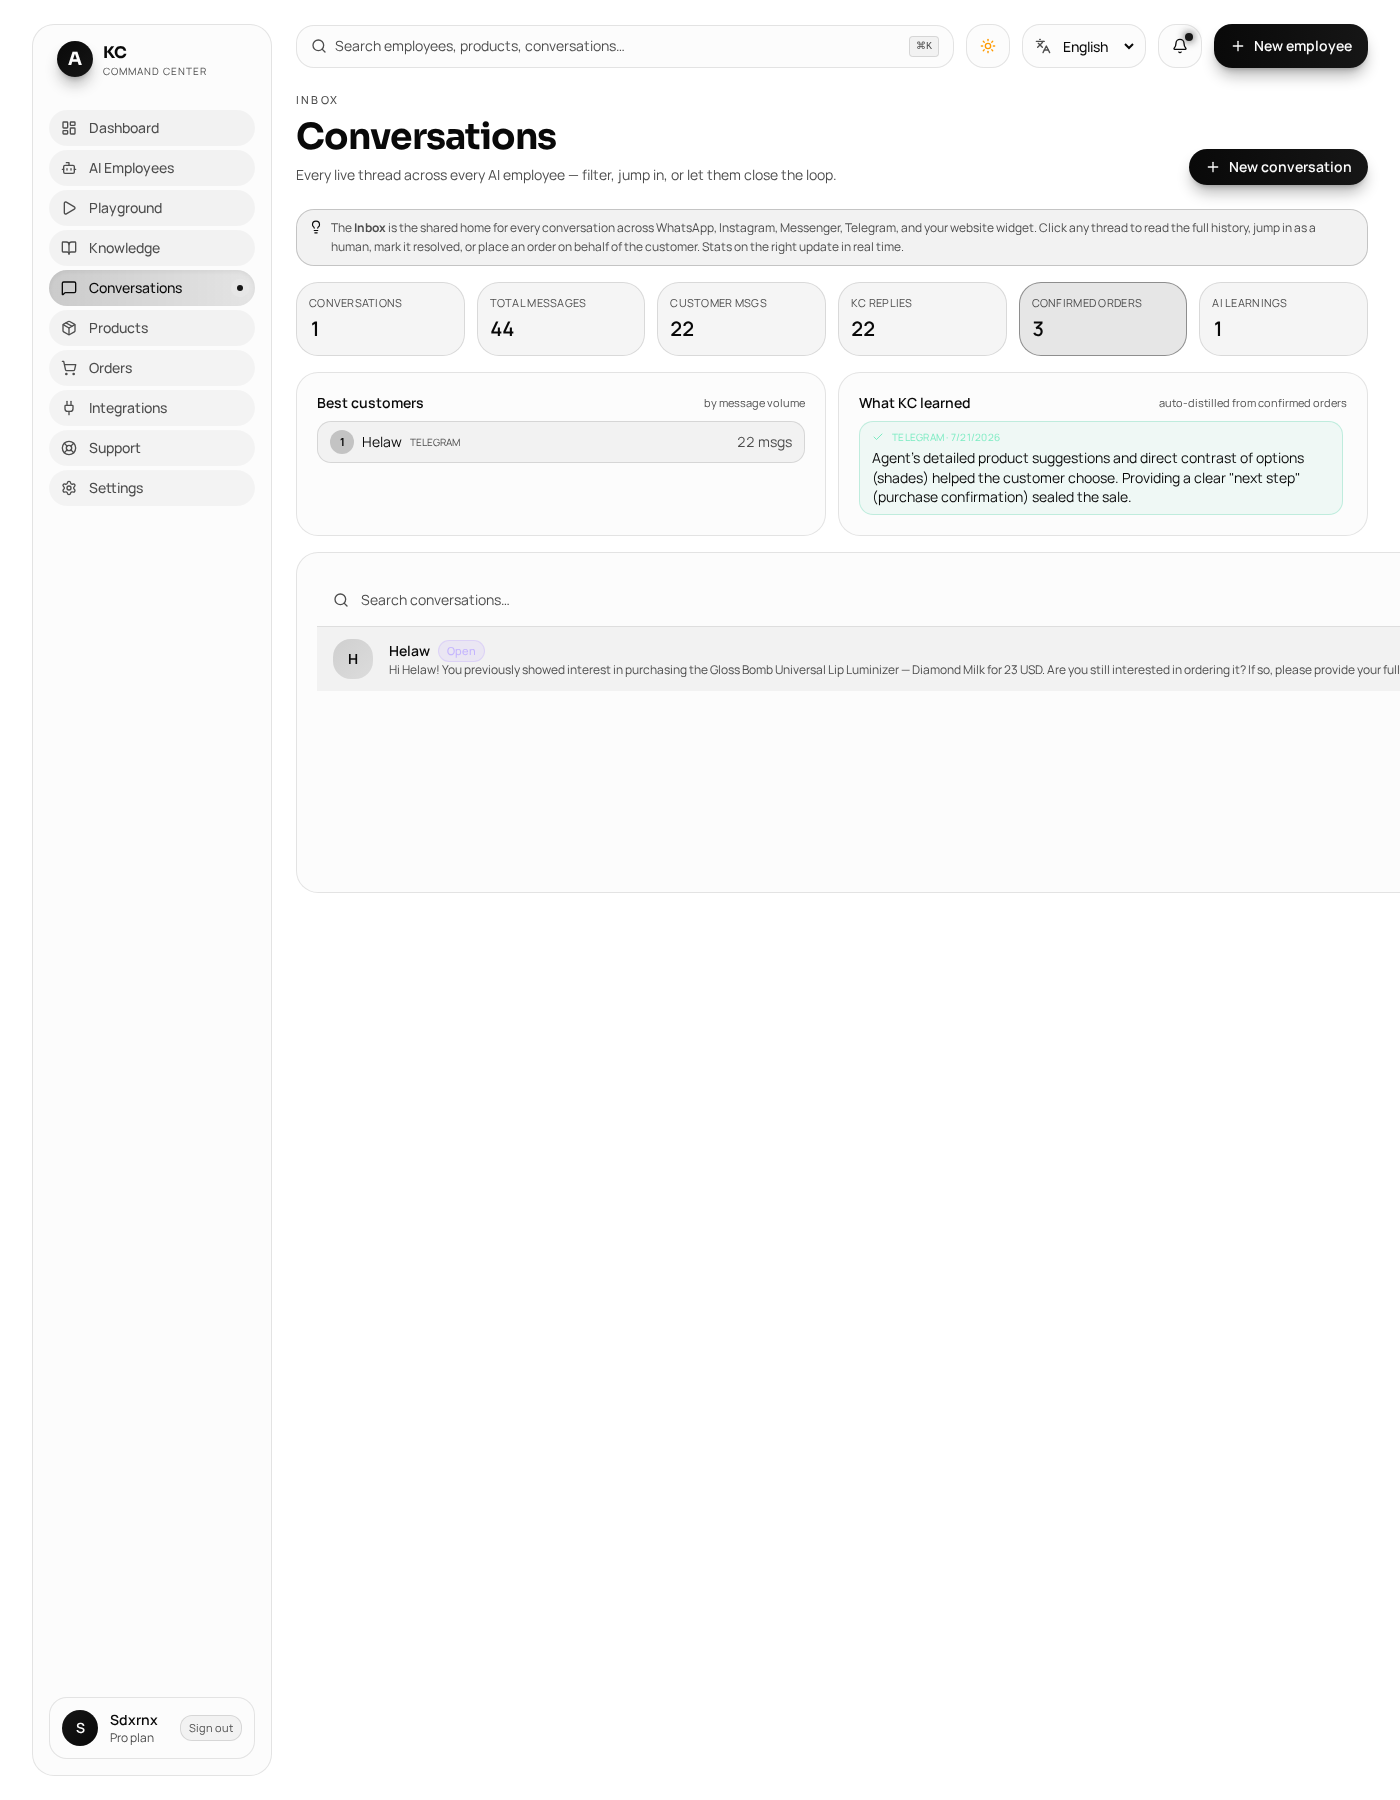 A
KC
COMMAND CENTER
Dashboard
AI Employees
Playground
Knowledge
Conversations
Products
Orders
Integrations
Support
Settings
S
Sdxrnx
Pro plan
Sign out
Search employees, products, conversations…
⌘K
English
New employee
INBOX
Conversations
Every live thread across every AI employee — filter, jump in, or let them close the loop.
New conversation
The Inbox is the shared home for every conversation across WhatsApp, Instagram, Messenger, Telegram, and your website widget. Click any thread to read the full history, jump in as a
human, mark it resolved, or place an order on behalf of the customer. Stats on the right update in real time.
CONVERSATIONS
1
TOTAL MESSAGES
44
CUSTOMER MSGS
22
KC REPLIES
22
CONFIRMED ORDERS
3
AI LEARNINGS
1
Best customers
by message volume
1 Helaw TELEGRAM 22 msgs
What KC learned
auto-distilled from confirmed orders
TELEGRAM · 7/21/2026
Agent's detailed product suggestions and direct contrast of options
(shades) helped the customer choose. Providing a clear "next step"
(purchase confirmation) sealed the sale.
Search conversations…
H
Helaw Open
Hi Helaw! You previously showed interest in purchasing the Gloss Bomb Universal Lip Luminizer — Diamond Milk for 23 USD. Are you still interested in ordering it? If so, please provide your full